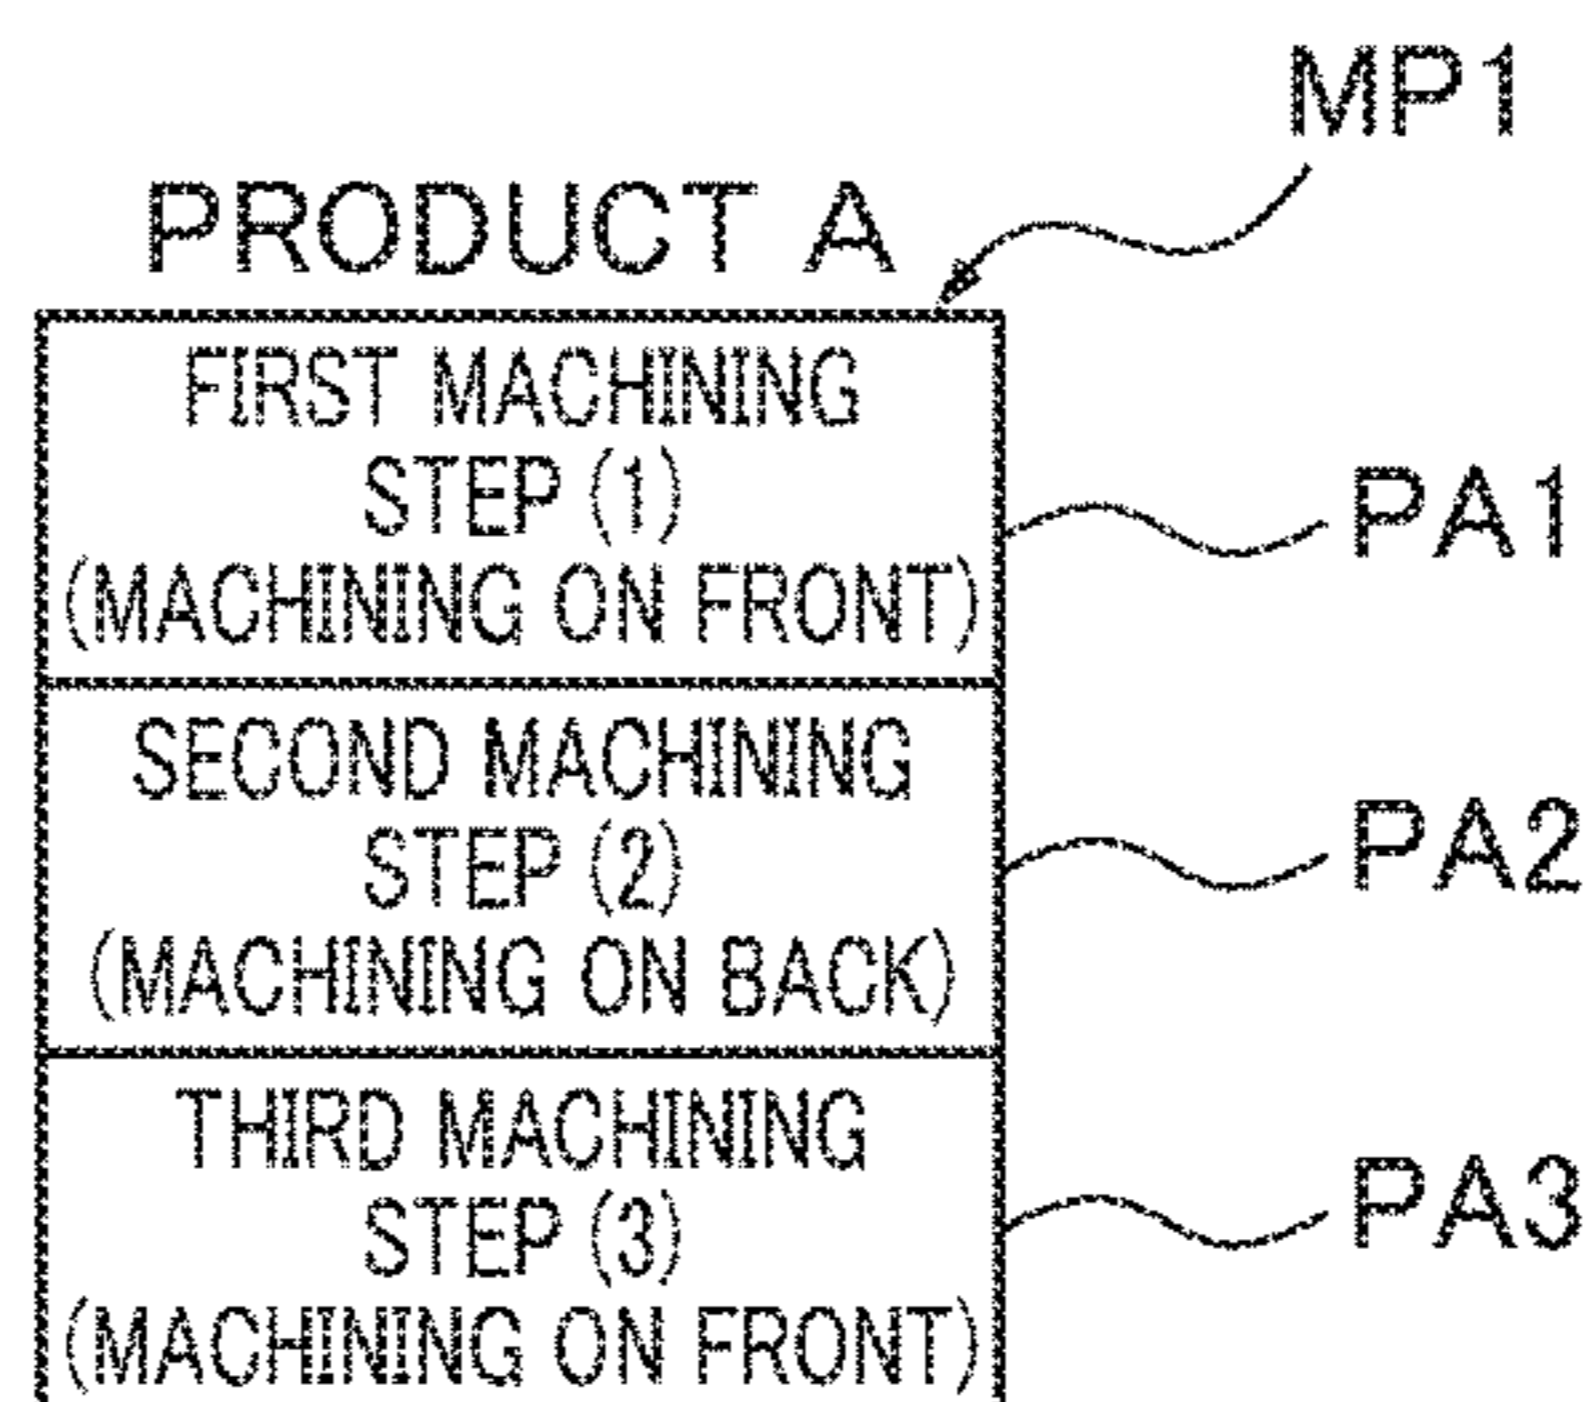 MP1
PRODUCT A
FIRST MACHINING
STEP (1)
(MACHINING ON FRONT)
PA1
SECOND MACHINING
STEP (2)
(MACHINING ON BACK)
PA2
THIRD MACHINING
STEP (3)
(MACHINING ON FRONT)
PA3